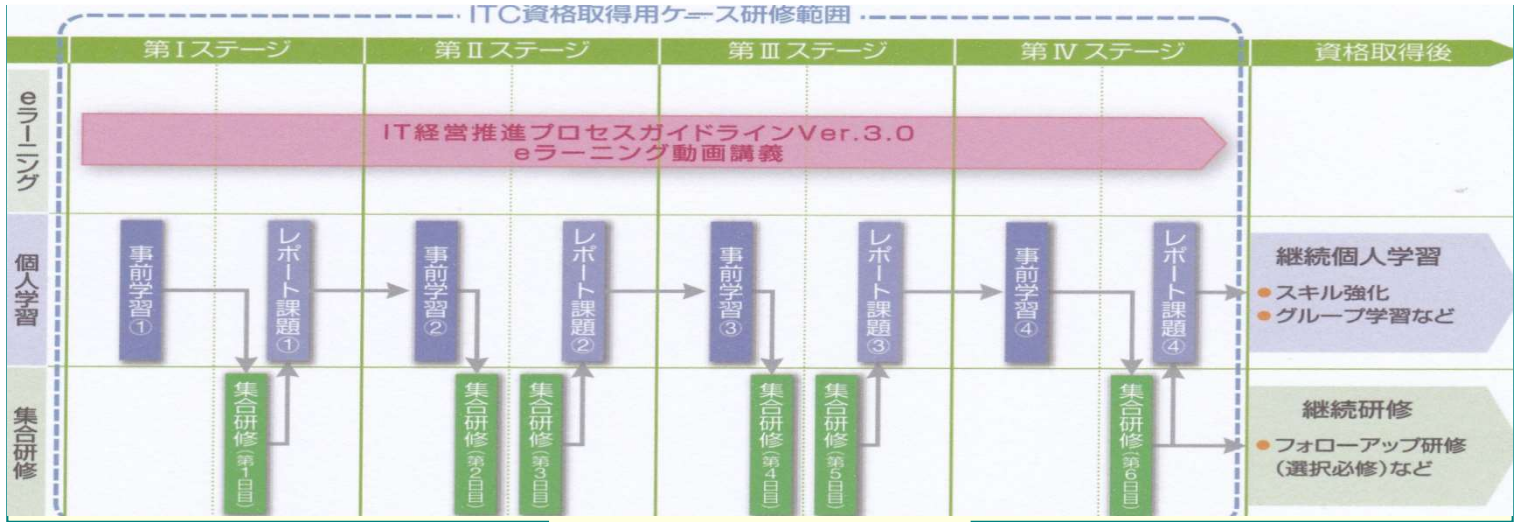 ITC資格取得用ケース研修範囲
第Ⅰステージ
第Ⅱステージ
第Ⅲステージ
第Ⅳステージ
資格取得後
eラーニング
IT経営推進プロセスガイドラインVer.3.0
eラーニング動画講義
個人学習
事前学習①
レポート課題①
事前学習②
レポート課題②
事前学習③
レポート課題③
事前学習④
レポート課題④
継続個人学習
●スキル強化
●グループ学習など
集合研修
集合研修(第1日目)
集合研修(第2日目)
集合研修(第3日目)
集合研修(第4日目)
集合研修(第5日目)
集合研修(第6日目)
継続研修
●フォローアップ研修
(選択必修)など